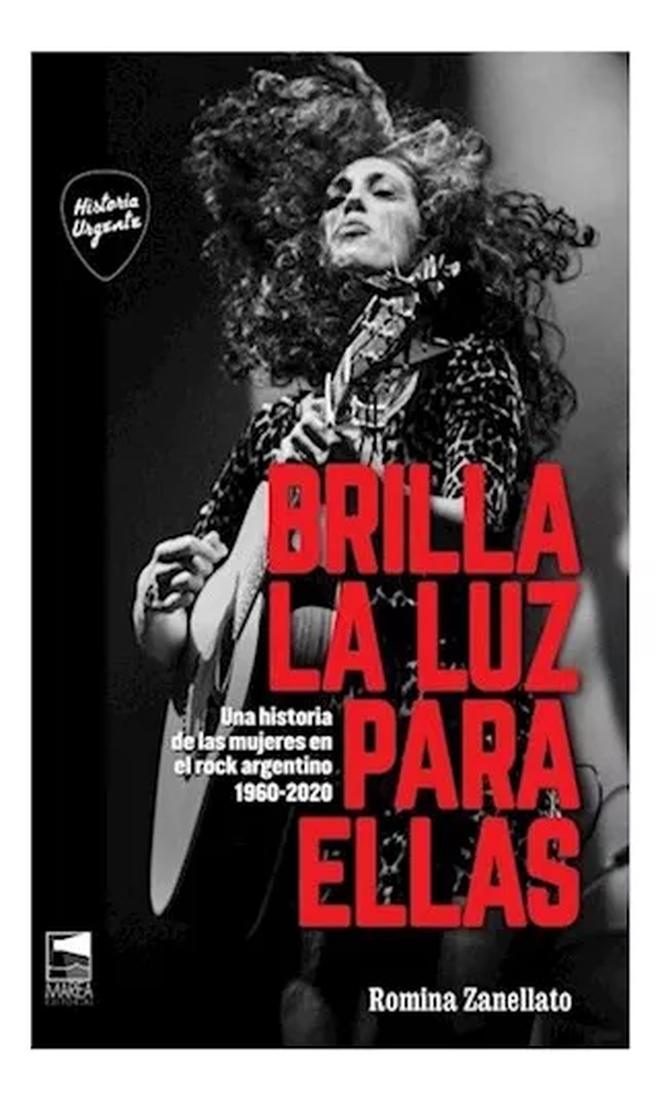 Historia
Urgente
BRILLA
LA LUZ
PARA
ELLAS
Una historia
de las mujeres en
el rock argentino
1960-2020
MAREA
EDITORIAL
Romina Zanellato